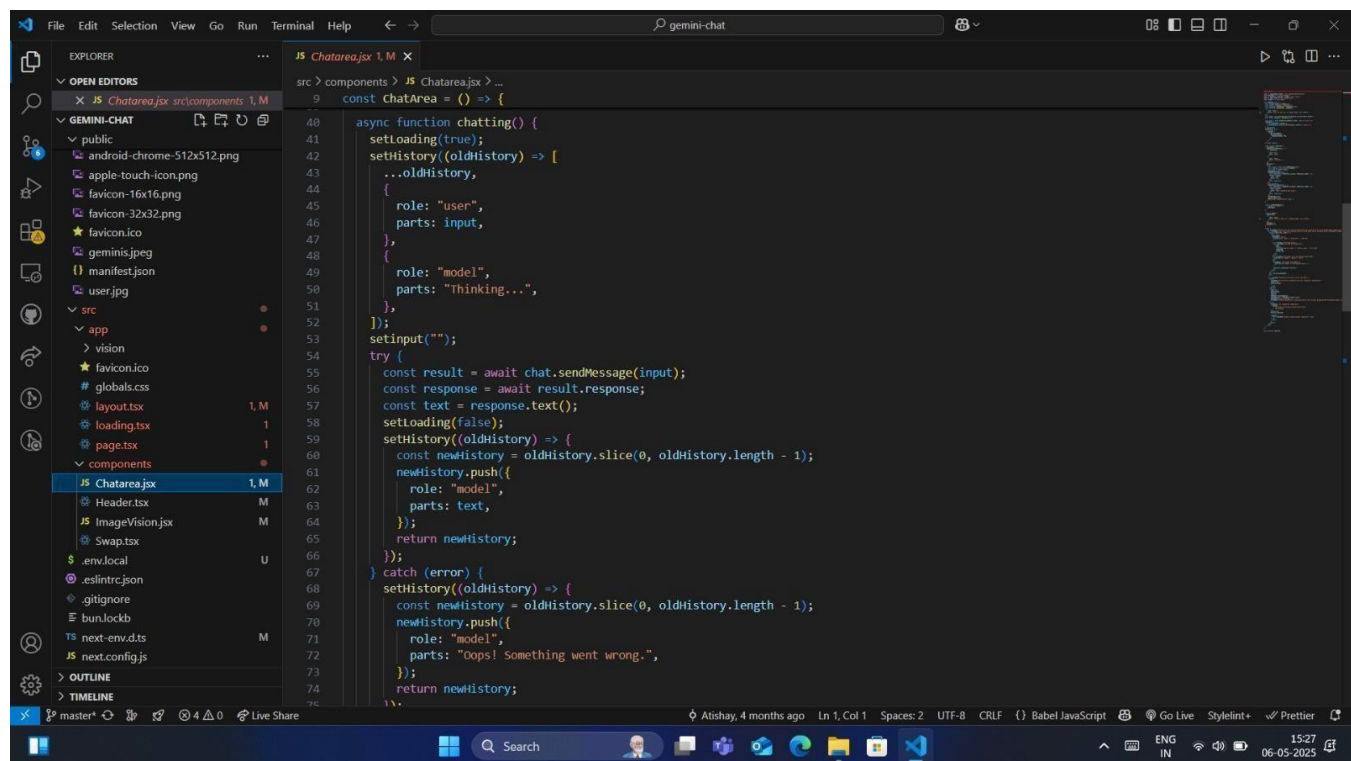 File Edit Selection View Go Run Terminal Help
gemini-chat
EXPLORER
OPEN EDITORS
JS Chatarea.jsx src\components 1, M
GEMINI-CHAT
public
android-chrome-512x512.png
apple-touch-icon.png
favicon-16x16.png
favicon-32x32.png
favicon.ico
geminis.jpeg
{} manifest.json
user.jpg
src
app
vision
favicon.ico
# globals.css
layout.tsx 1, M
loading.tsx 1
page.tsx 1
components
JS Chatarea.jsx 1, M
Header.tsx M
JS ImageVision.jsx M
Swap.tsx
$ .env.local U
.eslintrc.json
.gitignore
bun.lockb
TS next-env.d.ts M
JS next.config.js
OUTLINE
TIMELINE
JS Chatarea.jsx 1, M
src > components > JS Chatarea.jsx > ...
9 const ChatArea = () => {
40 async function chatting() {
41 setLoading(true);
42 setHistory((oldHistory) => [
43 ...oldHistory,
44 {
45 role: "user",
46 parts: input,
47 },
48 {
49 role: "model",
50 parts: "Thinking...",
51 },
52 ]);
53 setinput("");
54 try {
55 const result = await chat.sendMessage(input);
56 const response = await result.response;
57 const text = response.text();
58 setLoading(false);
59 setHistory((oldHistory) => {
60 const newHistory = oldHistory.slice(0, oldHistory.length - 1);
61 newHistory.push({
62 role: "model",
63 parts: text,
64 });
65 return newHistory;
66 });
67 } catch (error) {
68 setHistory((oldHistory) => {
69 const newHistory = oldHistory.slice(0, oldHistory.length - 1);
70 newHistory.push({
71 role: "model",
72 parts: "Oops! Something went wrong.",
73 });
74 return newHistory;
75 });
master* 4 0 Live Share
Atishay, 4 months ago Ln 1, Col 1 Spaces: 2 UTF-8 CRLF {} Babel JavaScript Go Live Stylelint+ Prettier
Search
ENG
IN
15:27
06-05-2025